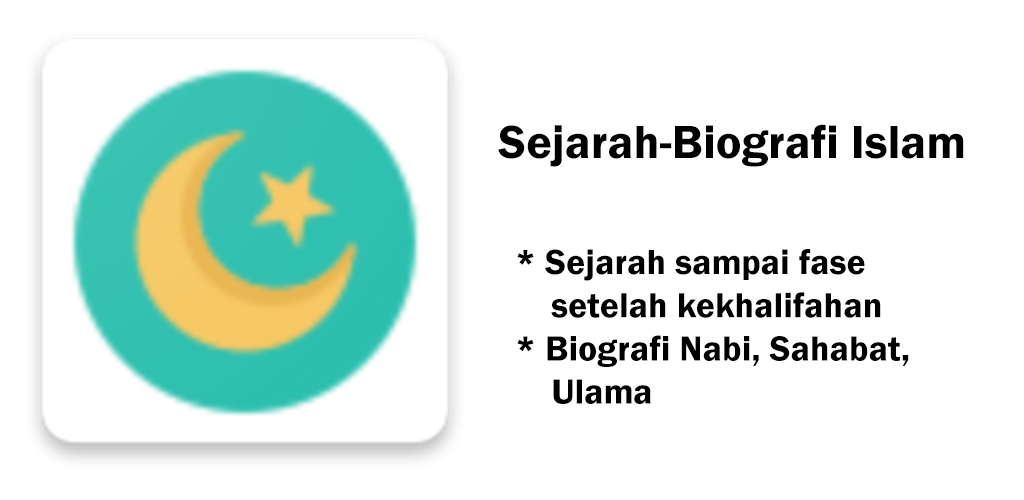 Sejarah-Biografi Islam
* Sejarah sampai fase
setelah kekhalifahan
* Biografi Nabi, Sahabat,
Ulama